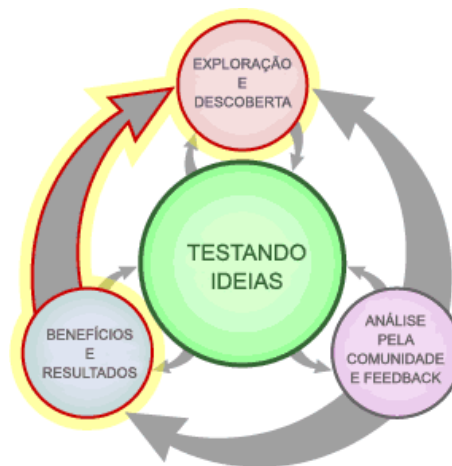 EXPLORAÇÃO
E
DESCOBERTA
TESTANDO
IDEIAS
BENEFÍCIOS
E
RESULTADOS
ANÁLISE
PELA
COMUNIDADE
E FEEDBACK